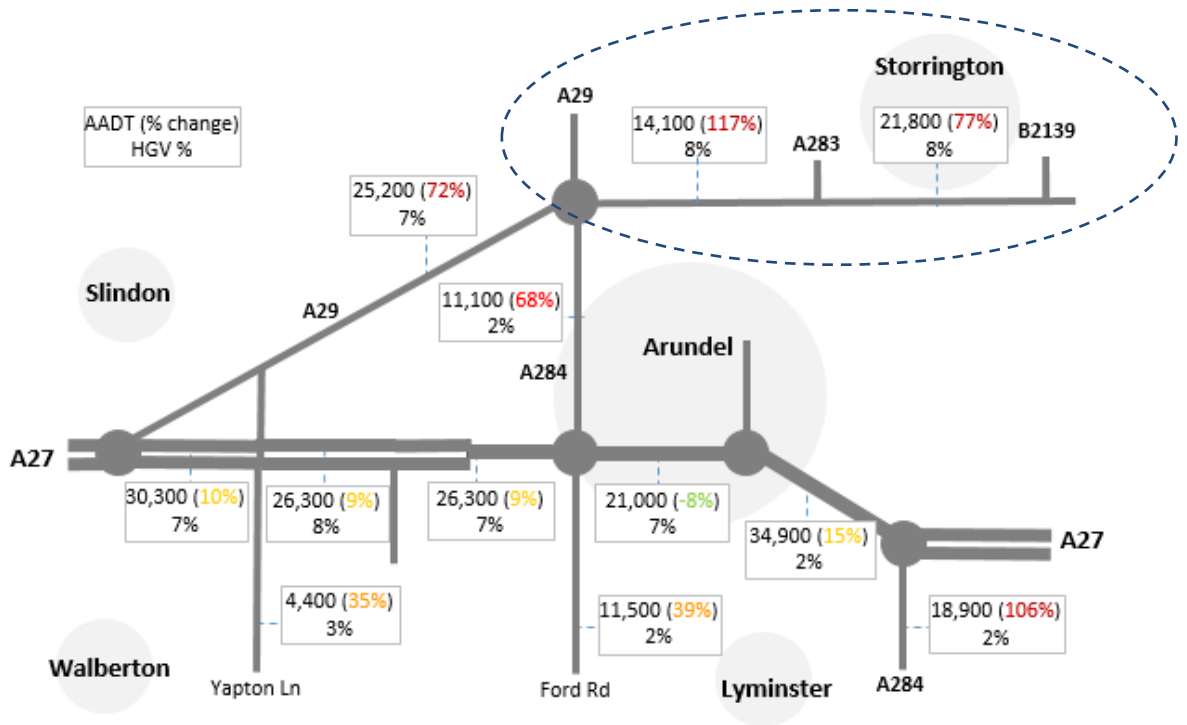 Storrington
A29
AADT (% change)
HGV %
14,100 (117%)
8%
A283
21,800 (77%)
8%
B2139
25,200 (72%)
7%
Slindon
A29
11,100 (68%)
2%
Arundel
A284
A27
30,300 (10%)
7%
26,300 (9%)
8%
26,300 (9%)
7%
21,000 (-8%)
7%
34,900 (15%)
2%
A27
4,400 (35%)
3%
11,500 (39%)
2%
18,900 (106%)
2%
Walberton
Yapton Ln
Ford Rd
Lyminster
A284